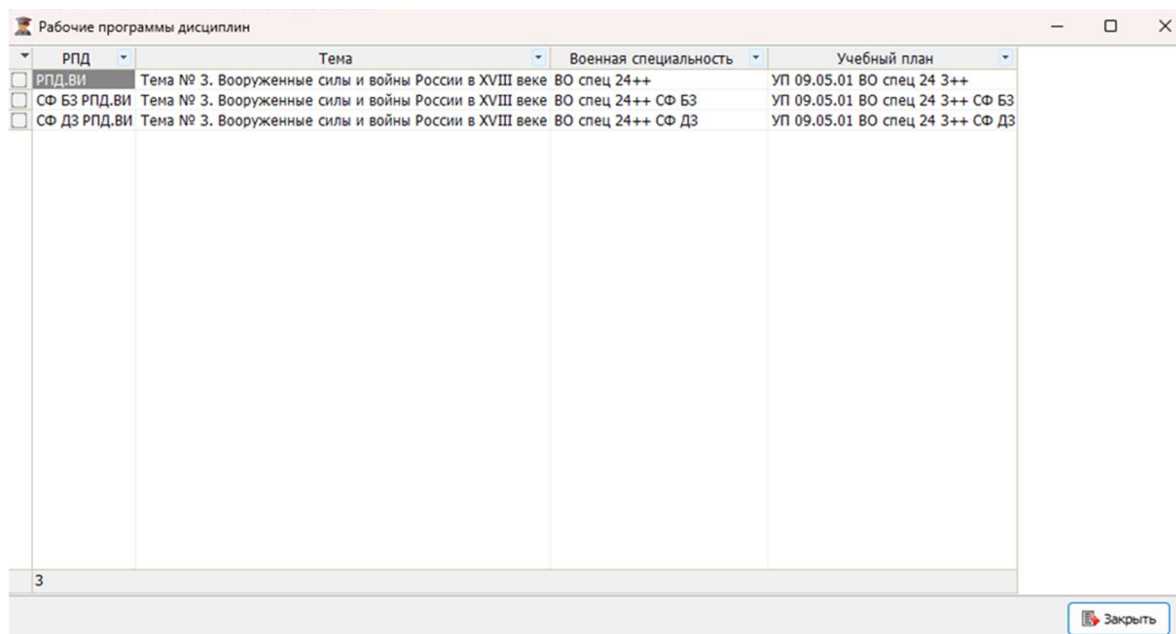 Рабочие программы дисциплин
РПД Тема Военная специальность Учебный план
РПД.ВИ Тема № 3. Вооруженные силы и войны России в XVIII веке ВО спец 24++ УП 09.05.01 ВО спец 24 3++
СФ БЗ РПД.ВИ Тема № 3. Вооруженные силы и войны России в XVIII веке ВО спец 24++ СФ БЗ УП 09.05.01 ВО спец 24 3++ СФ БЗ
СФ ДЗ РПД.ВИ Тема № 3. Вооруженные силы и войны России в XVIII веке ВО спец 24++ СФ ДЗ УП 09.05.01 ВО спец 24 3++ СФ ДЗ
3
Закрыть